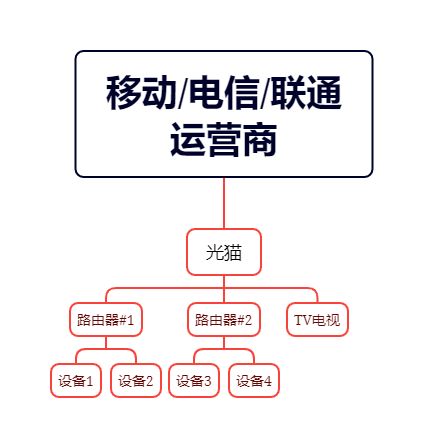 移动/电信/联通
运营商
光猫
路由器#1
路由器#2
TV电视
设备1
设备2
设备3
设备4